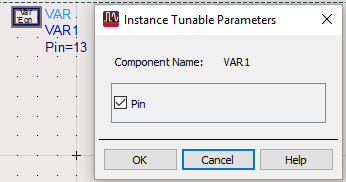 Var
Eqn
VAR
VAR1
Pin=13
Instance Tunable Parameters
Component Name: VAR1
Pin
OK Cancel Help